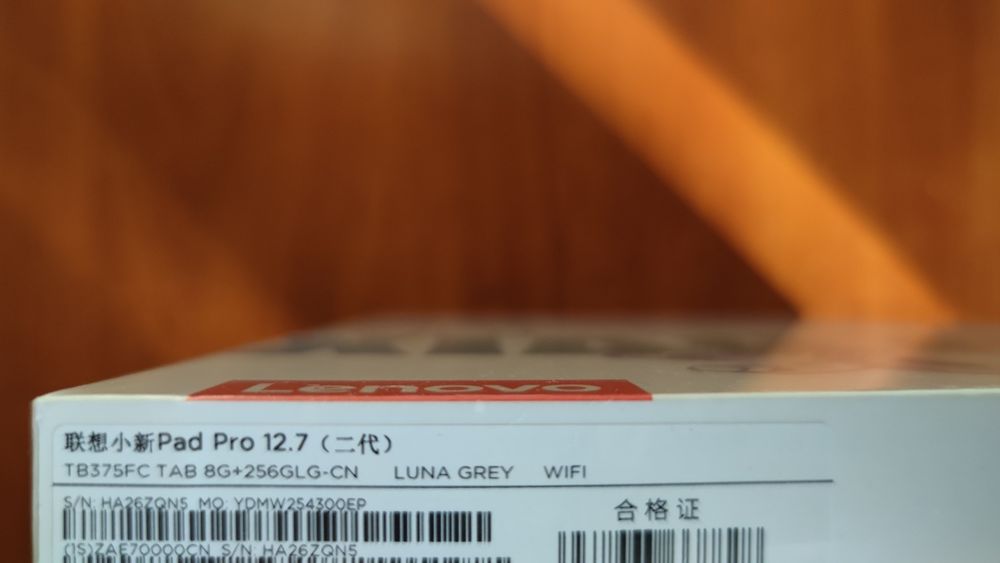 Lenovo
联想小新Pad Pro 12.7（二代）
TB375FC TAB 8G+256GLG-CN LUNA GREY WIFI
S/N: HA26ZQN5 MO: YDMW254300EP
合格证
(1S)ZAE70000CN S/N: HA26ZQN5